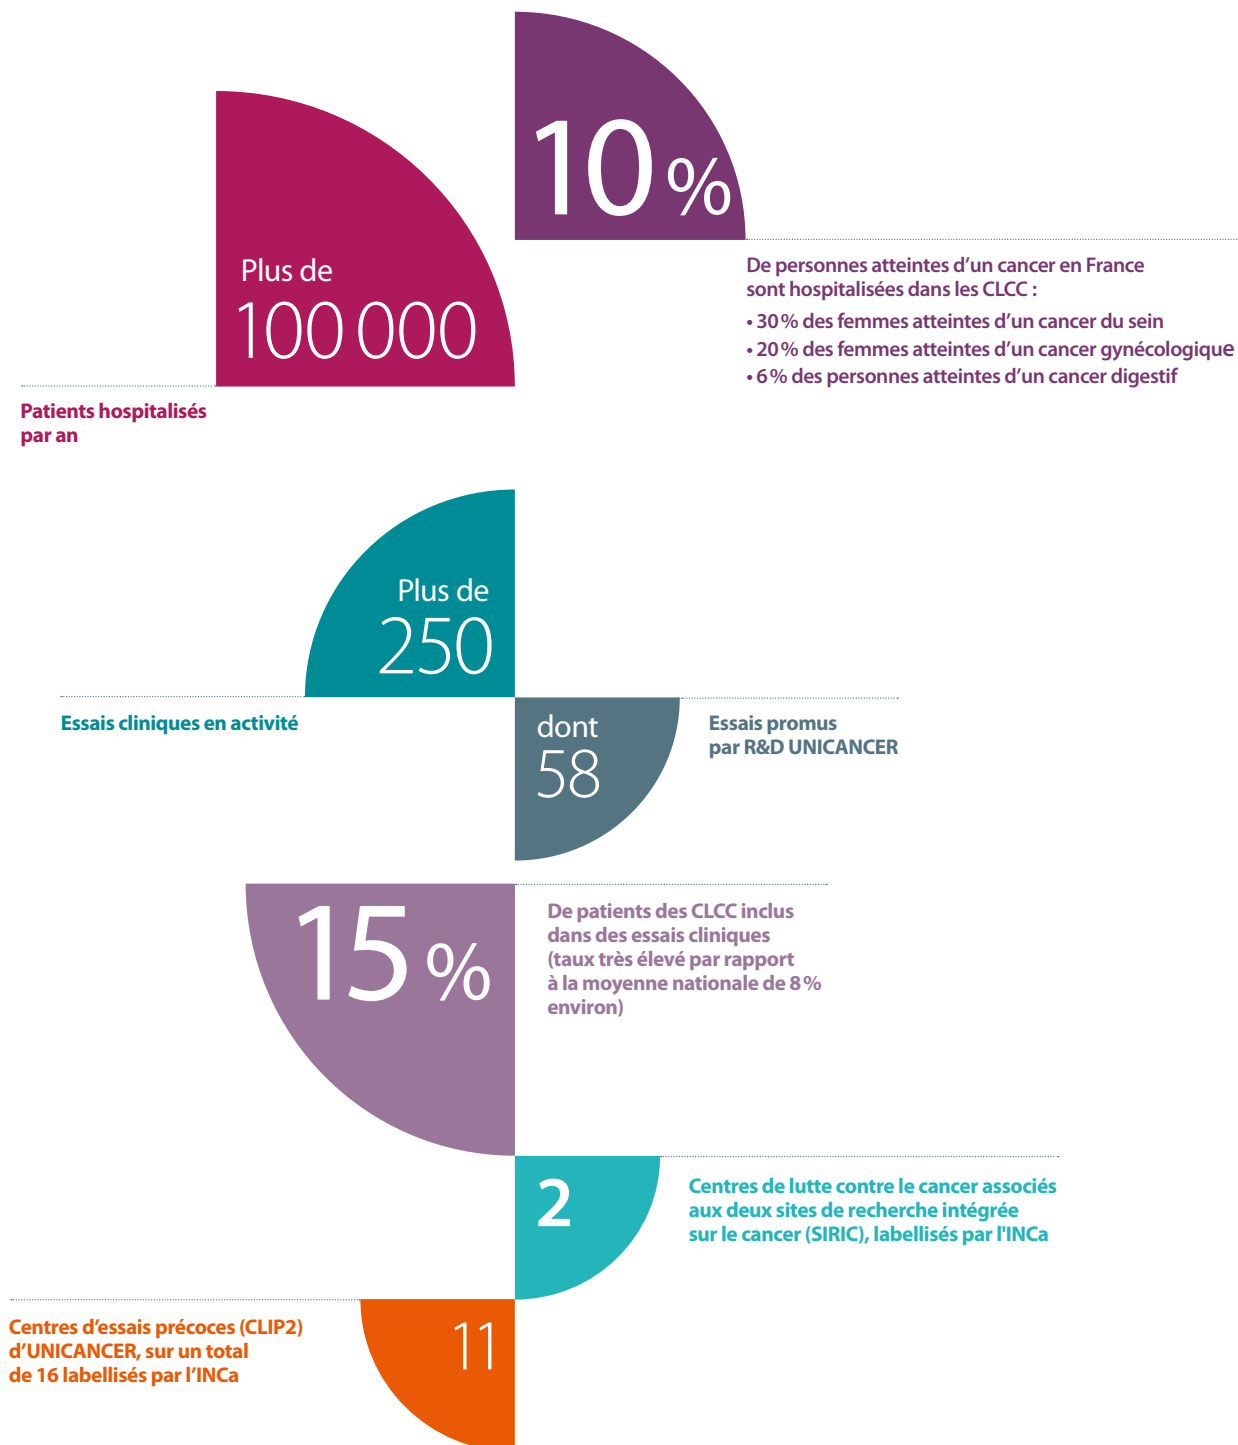 10 %
De personnes atteintes d’un cancer en France
sont hospitalisées dans les CLCC :
• 30 % des femmes atteintes d’un cancer du sein
• 20 % des femmes atteintes d’un cancer gynécologique
• 6 % des personnes atteintes d’un cancer digestif
Plus de
100 000
Patients hospitalisés
par an
Plus de
250
Essais cliniques en activité
dont
58
Essais promus
par R&D UNICANCER
15 %
De patients des CLCC inclus
dans des essais cliniques
(taux très élevé par rapport
à la moyenne nationale de 8 %
environ)
2
Centres de lutte contre le cancer associés
aux deux sites de recherche intégrée
sur le cancer (SIRIC), labellisés par l'INCa
11
Centres d’essais précoces (CLIP2)
d’UNICANCER, sur un total
de 16 labellisés par l’INCa